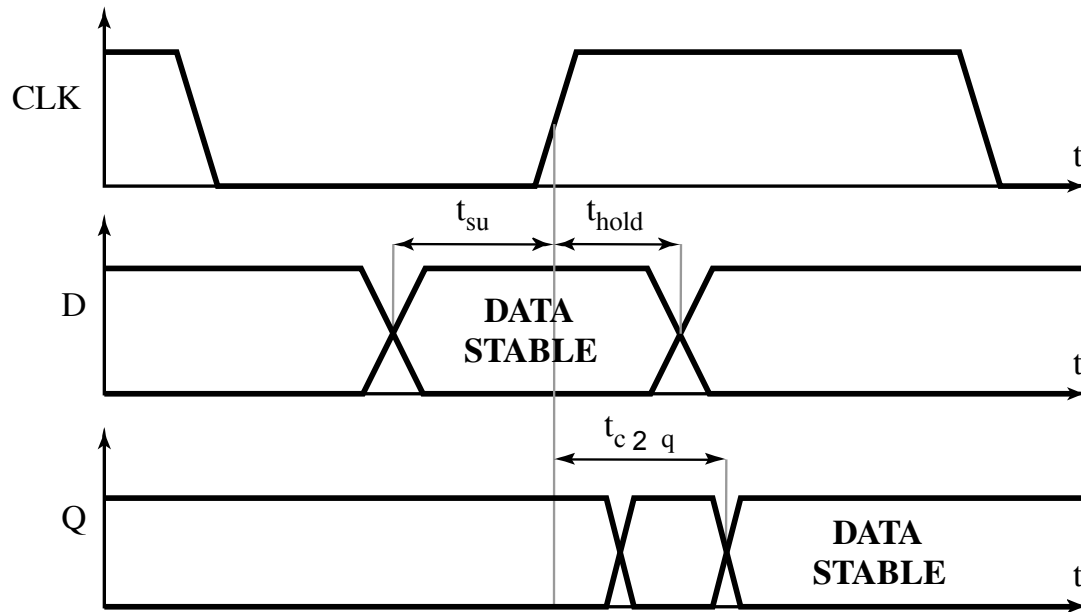 CLK
t
t_su
t_hold
D
DATA
STABLE
t
t_c 2 q
Q
DATA
STABLE
t